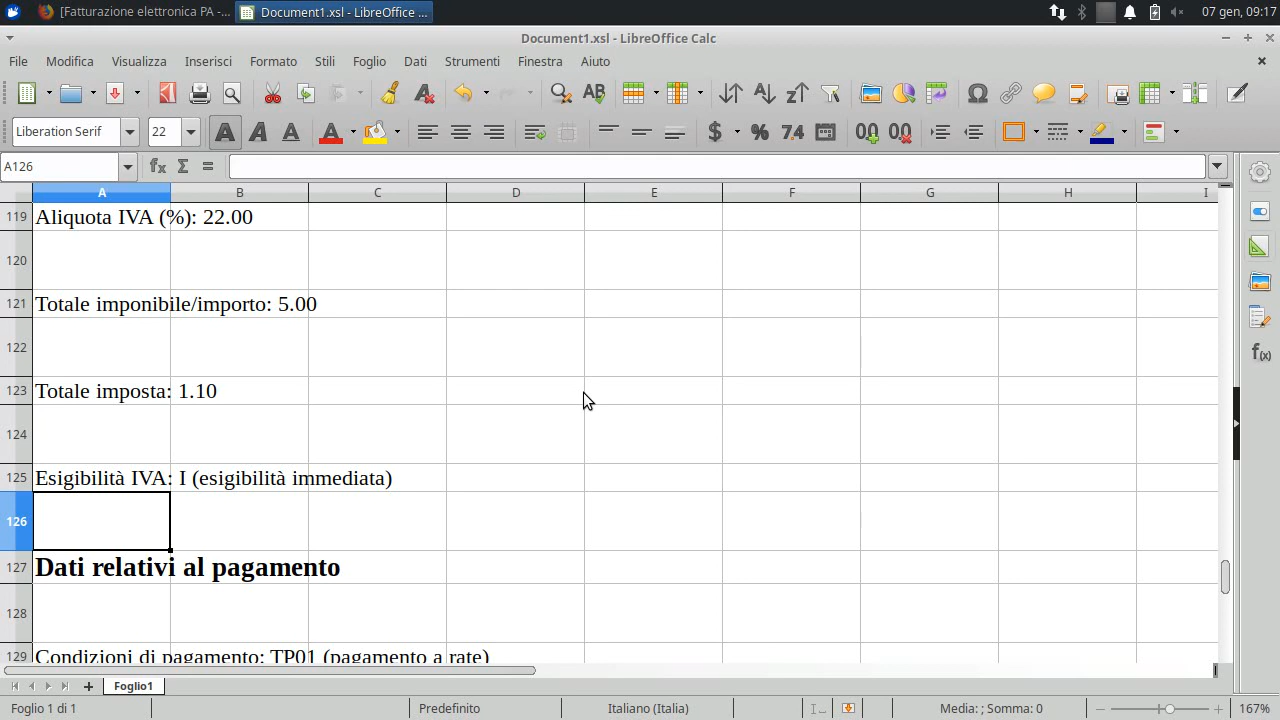 [Fatturazione elettronica PA -...
Document1.xsl - LibreOffice ...
07 gen, 09:17
Document1.xsl - LibreOffice Calc
File Modifica Visualizza Inserisci Formato Stili Foglio Dati Strumenti Finestra Aiuto
Liberation Serif 22
A126
A B C D E F G H I
119 Aliquota IVA (%): 22.00
120
121 Totale imponibile/importo: 5.00
122
123 Totale imposta: 1.10
124
125 Esigibilità IVA: I (esigibilità immediata)
126
127 Dati relativi al pagamento
128
129 Condizioni di pagamento: TP01 (pagamento a rate)
Foglio1
Foglio 1 di 1 Predefinito Italiano (Italia) Media: ; Somma: 0 167%